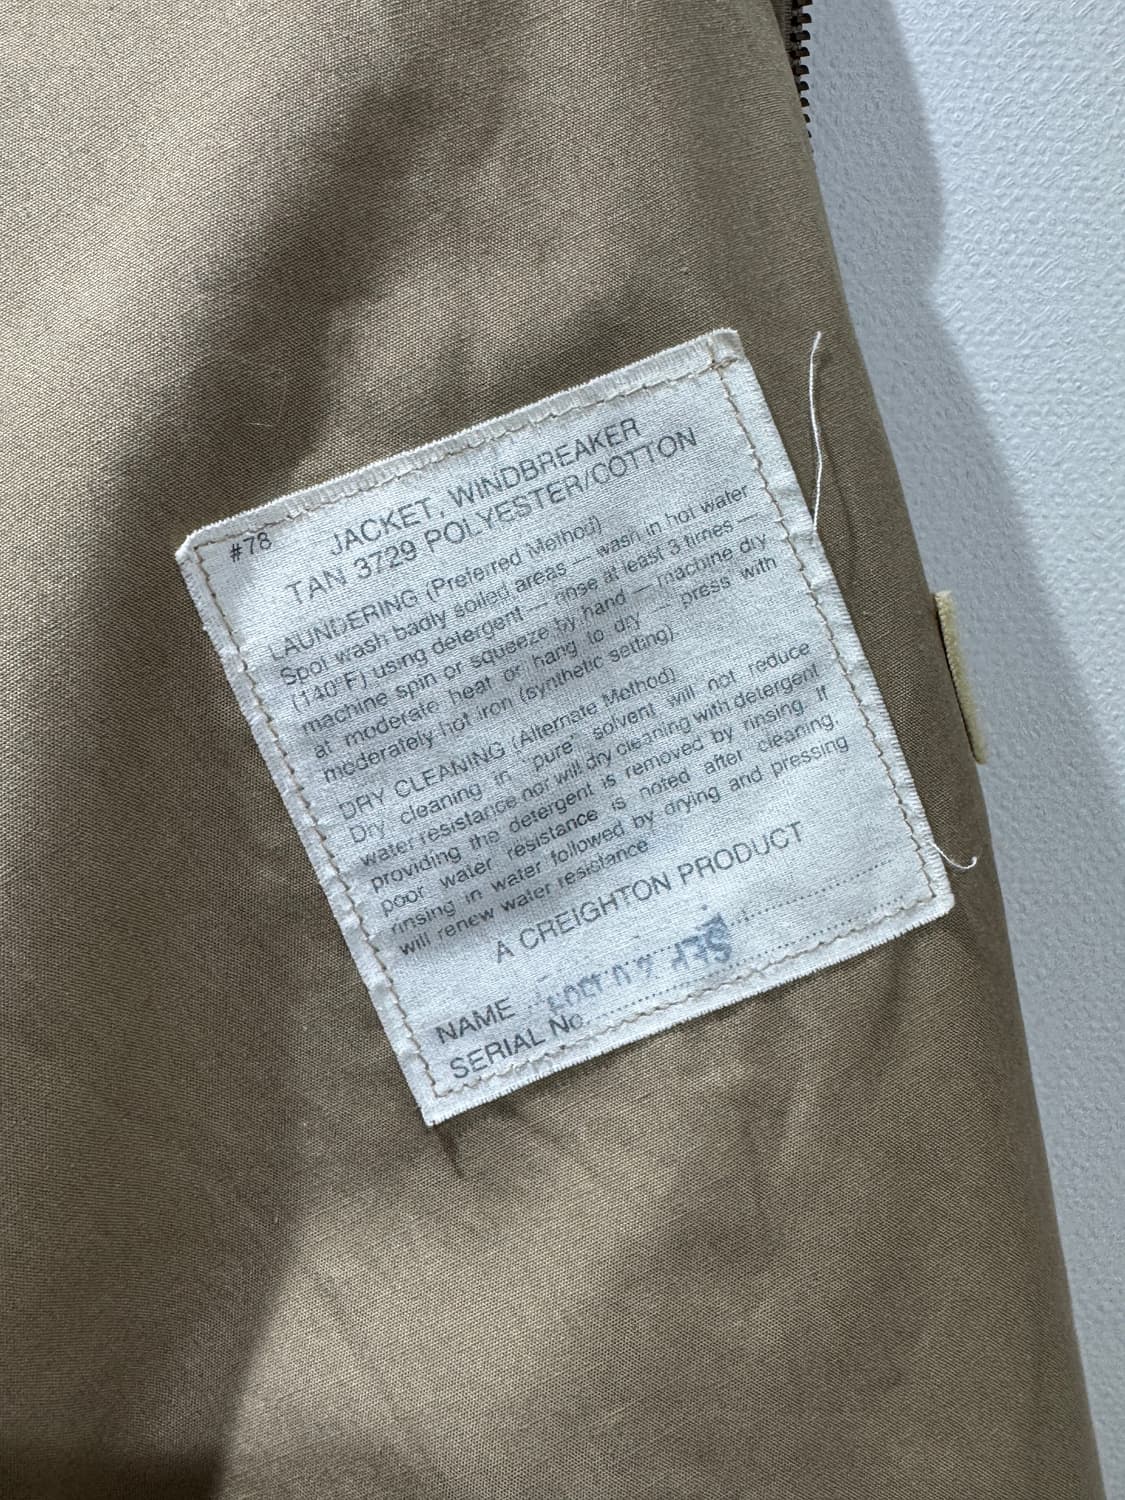 #78
JACKET, WINDBREAKER
TAN 3729 POLYESTER/COTTON
LAUNDERING (Preferred Method)
Spot wash badly soiled areas — wash in hot water
(140°F) using detergent — rinse at least 3 times —
machine spin or squeeze by hand — machine dry
at moderate heat or hang to dry — press with
moderately hot iron (synthetic setting)
DRY CLEANING (Alternate Method)
Dry cleaning in "pure" solvent will not reduce
water resistance nor will dry cleaning with detergent
providing the detergent is removed by rinsing. If
poor water resistance is noted after cleaning,
rinsing in water followed by drying and pressing
will renew water resistance
A CREIGHTON PRODUCT
NAME
SERIAL No.